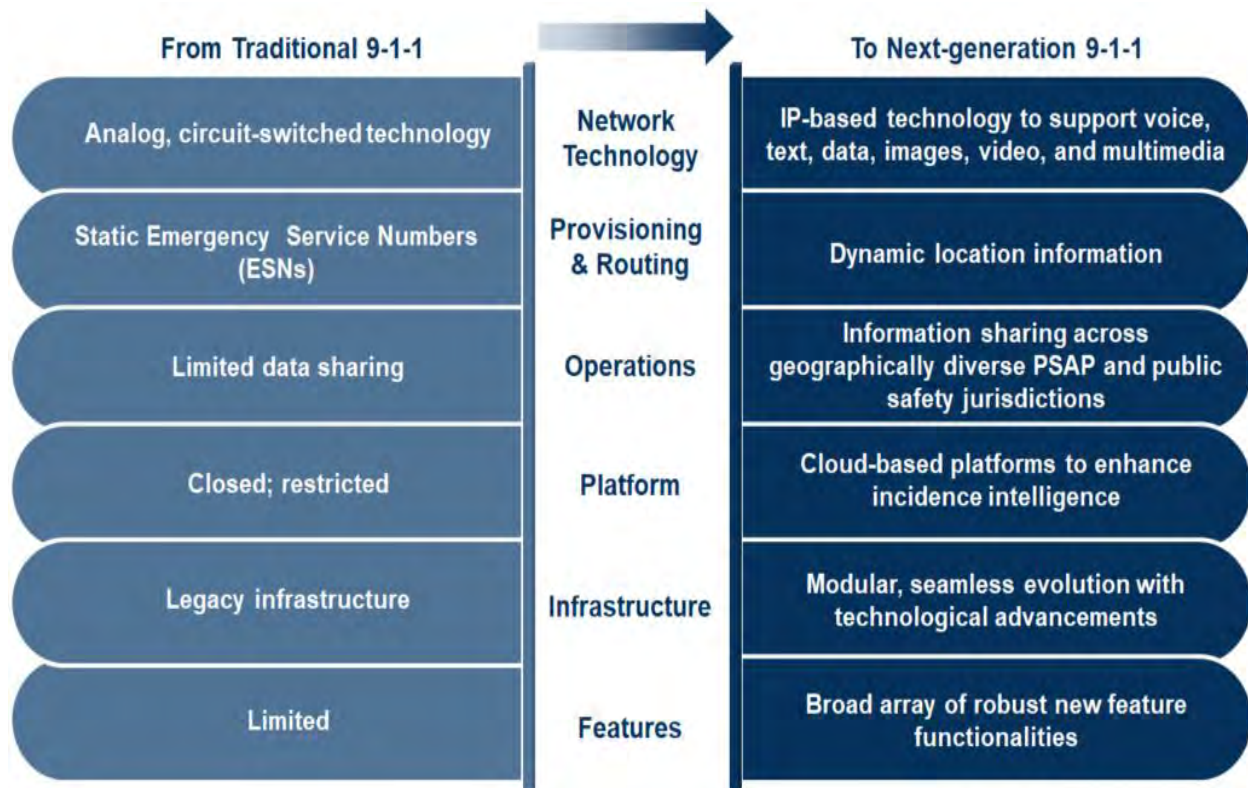 From Traditional 9-1-1
To Next-generation 9-1-1
Analog, circuit-switched technology
Network
Technology
IP-based technology to support voice,
text, data, images, video, and multimedia
Static Emergency Service Numbers
(ESNs)
Provisioning
& Routing
Dynamic location information
Limited data sharing
Operations
Information sharing across
geographically diverse PSAP and public
safety jurisdictions
Closed; restricted
Platform
Cloud-based platforms to enhance
incidence intelligence
Legacy infrastructure
Infrastructure
Modular, seamless evolution with
technological advancements
Limited
Features
Broad array of robust new feature
functionalities